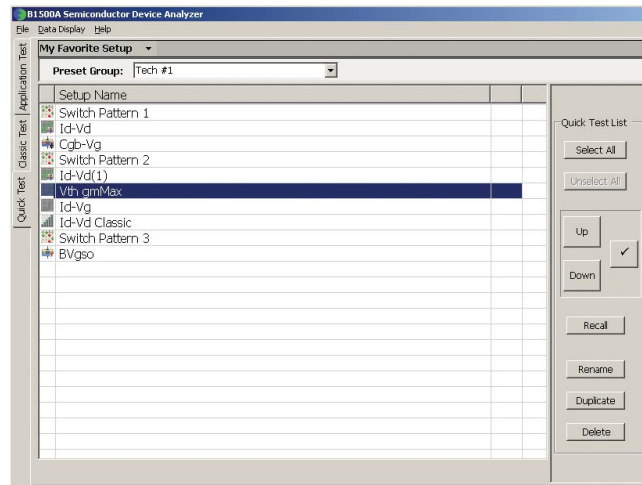 B1500A Semiconductor Device Analyzer
File Data Display Help
Application Test
Classic Test
Quick Test
My Favorite Setup
Preset Group: Tech #1
Setup Name
Switch Pattern 1
Id-Vd
Cgb-Vg
Switch Pattern 2
Id-Vd(1)
Vth gmMax
Id-Vg
Id-Vd Classic
Switch Pattern 3
BVgso
Quick Test List
Select All
Unselect All
Up
Down
Recall
Rename
Duplicate
Delete